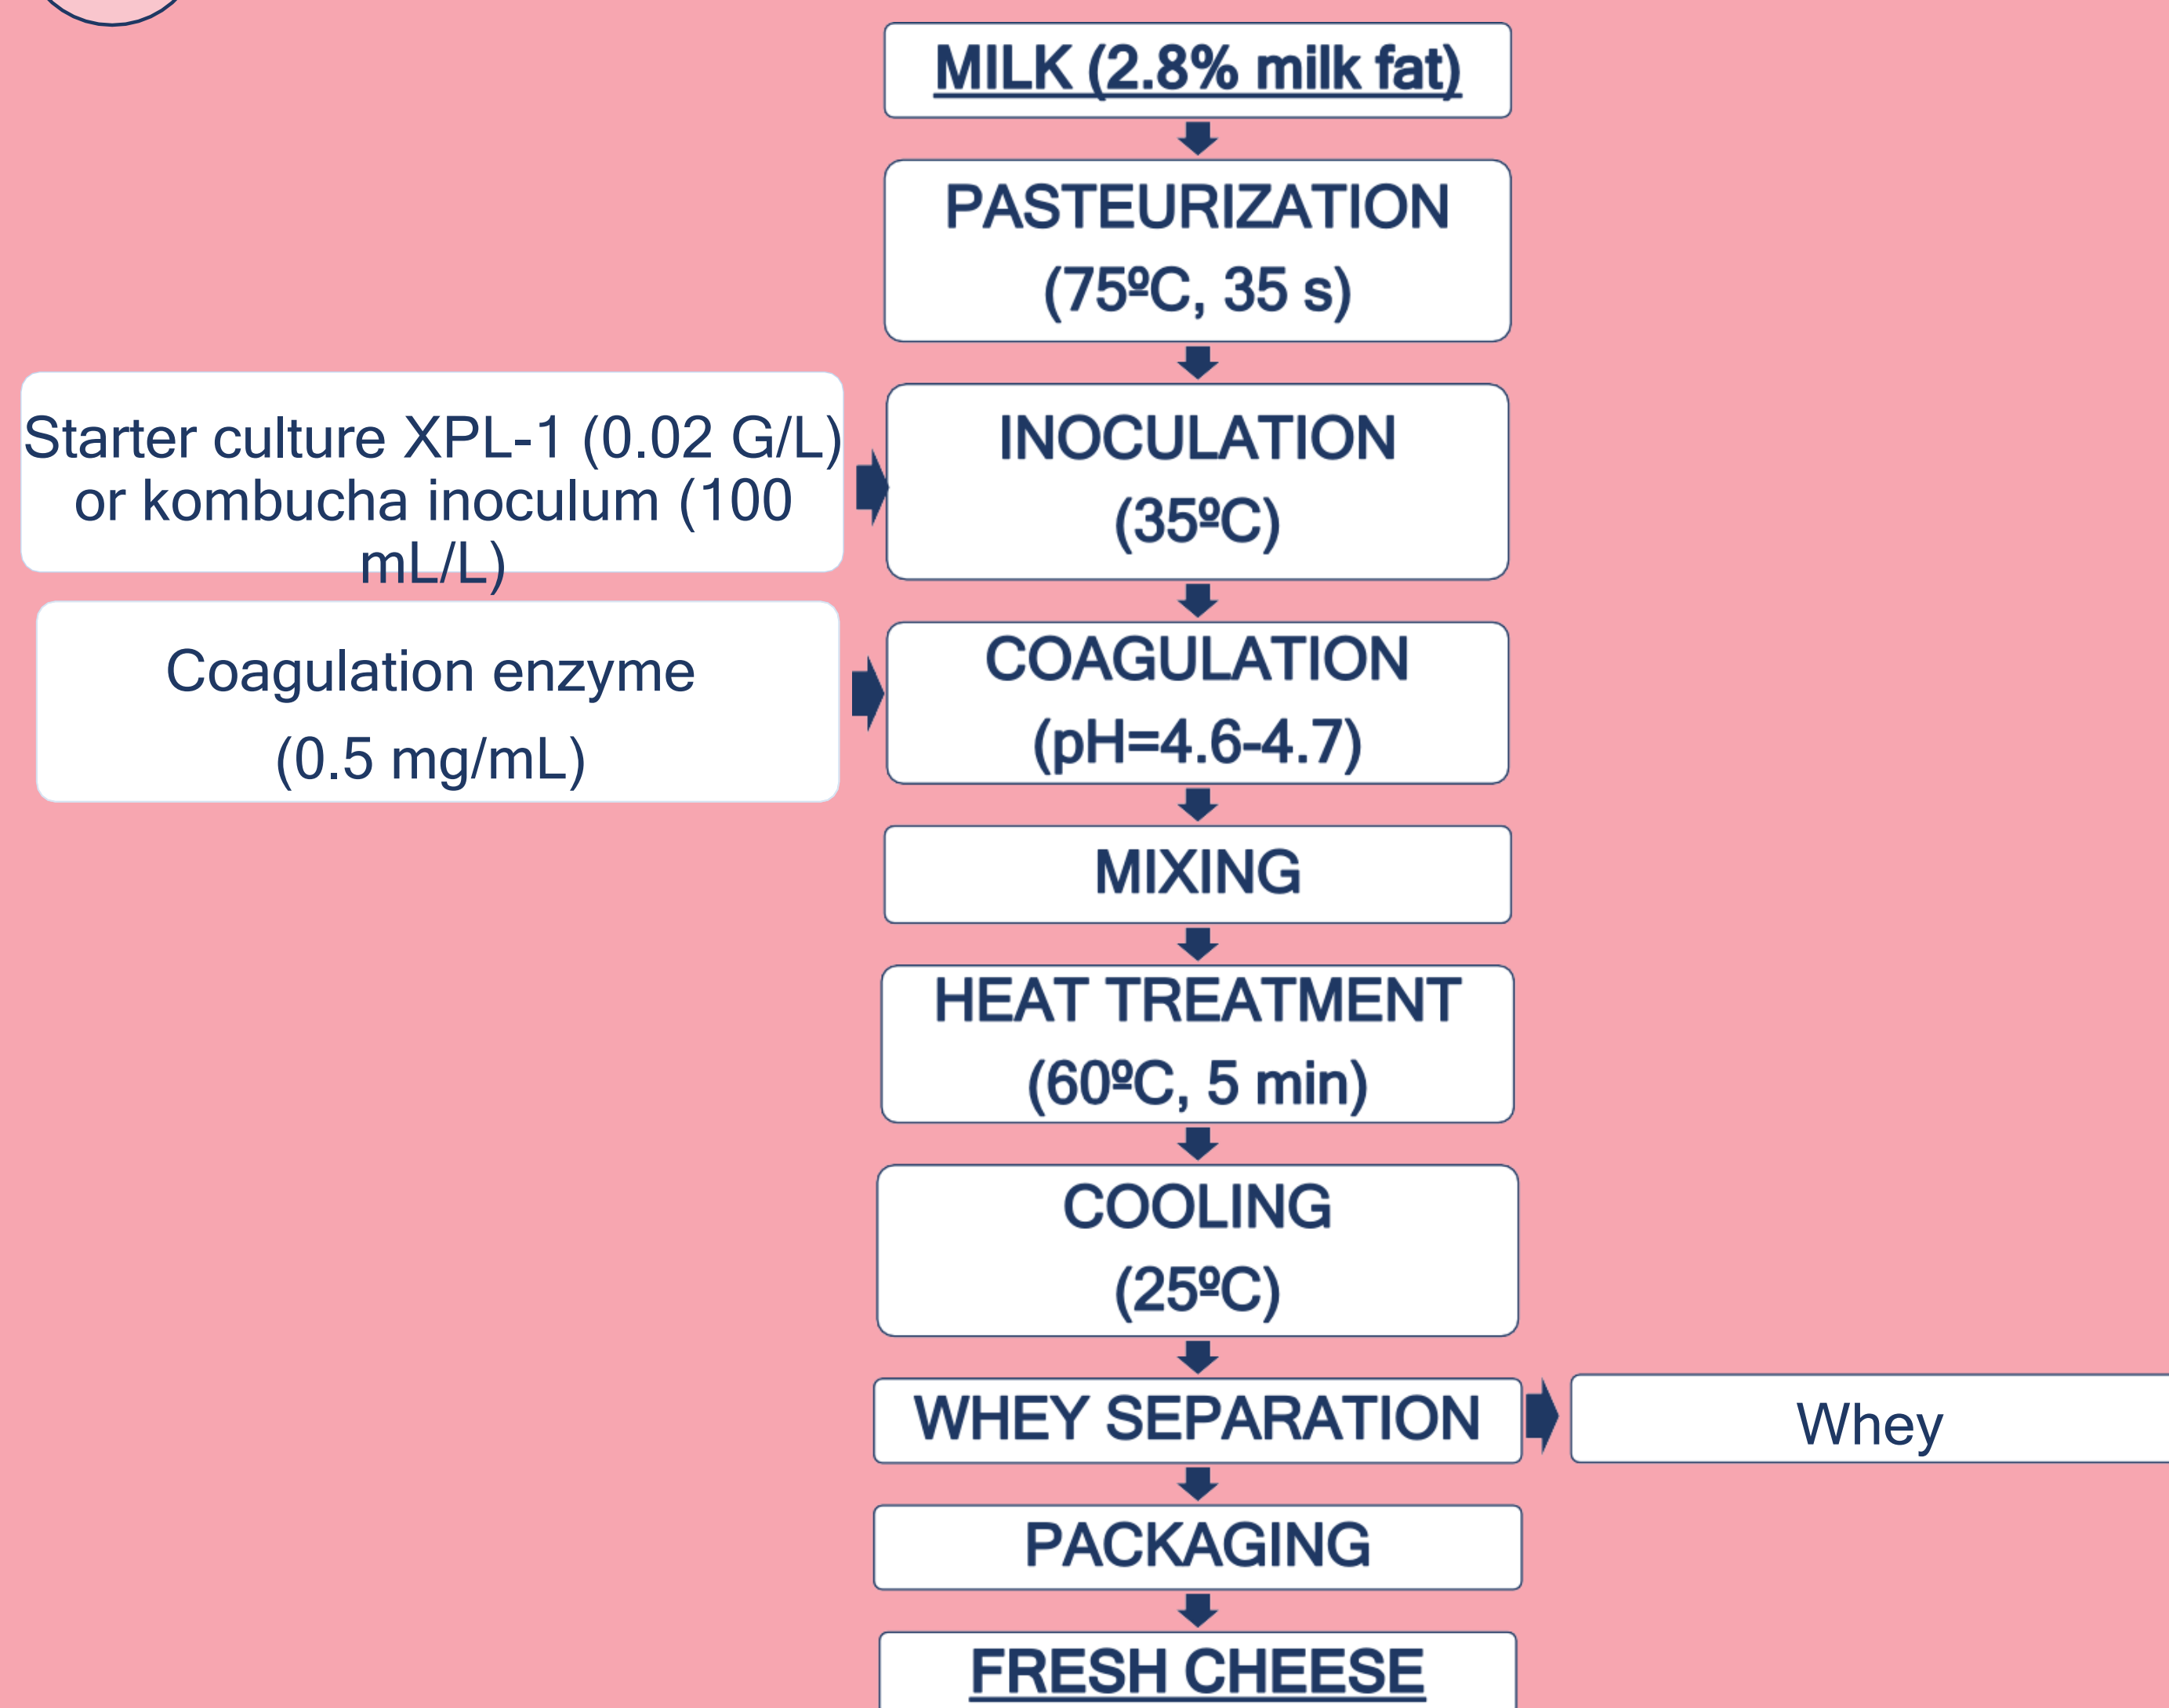 MILK (2.8% milk fat)
PASTEURIZATION
(75ºC, 35 s)
Starter culture XPL-1 (0.02 G/L)
or kombucha inoculum (100
mL/L)
INOCULATION
(35ºC)
Coagulation enzyme
(0.5 mg/mL)
COAGULATION
(pH=4.6-4.7)
MIXING
HEAT TREATMENT
(60ºC, 5 min)
COOLING
(25ºC)
WHEY SEPARATION
Whey
PACKAGING
FRESH CHEESE